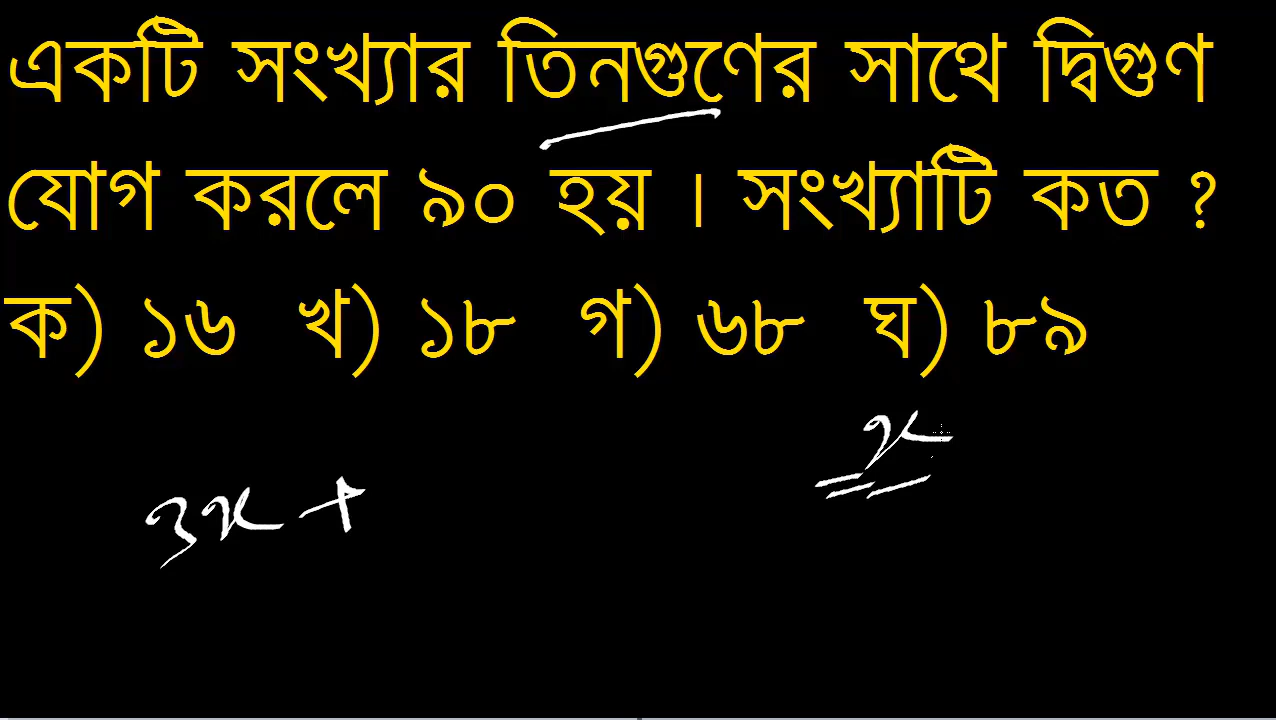 একটি সংখ্যার তিনগুণের সাথে দ্বিগুণ
যোগ করলে ৯০ হয় । সংখ্যাটি কত ?
ক) ১৬ খ) ১৮ গ) ৬৮ ঘ) ৮৯
x
3x +